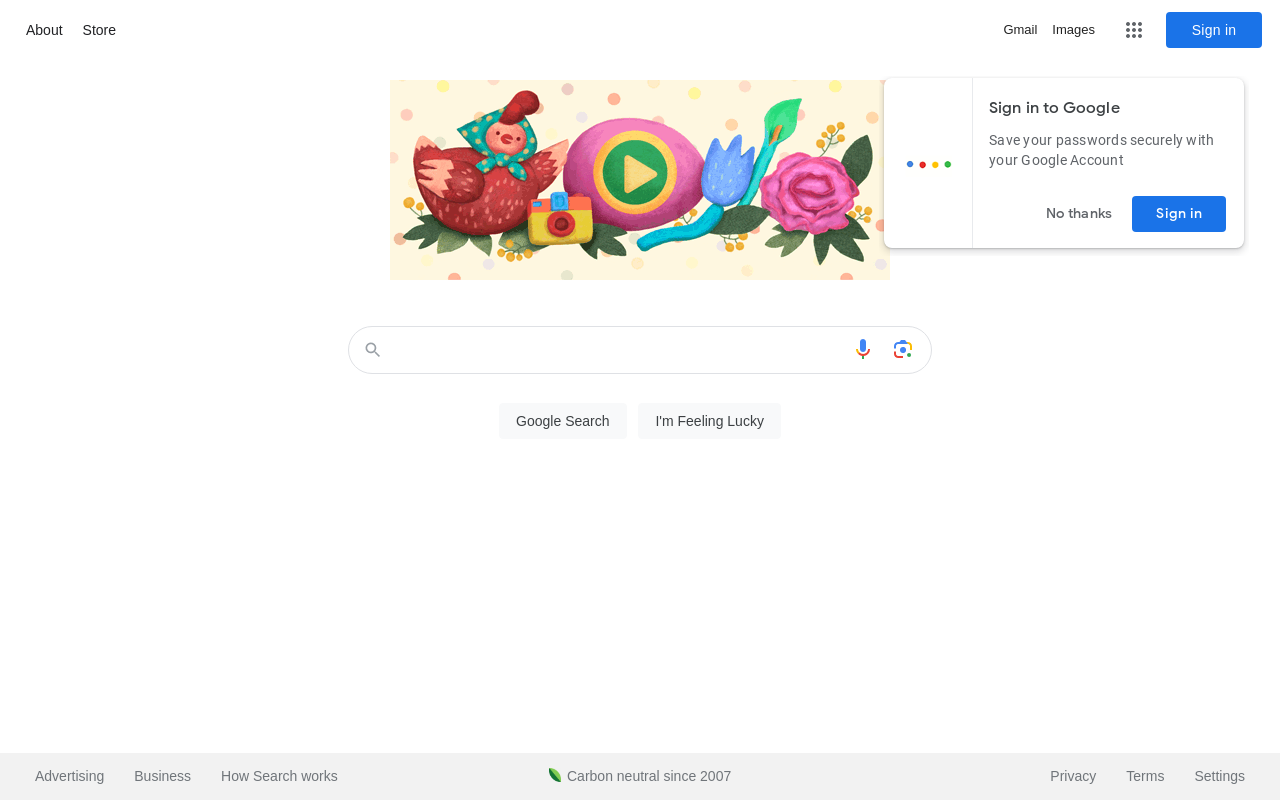 About
Store
Gmail
Images
Sign in
Sign in to Google
Save your passwords securely with
your Google Account
No thanks
Sign in
Google Search
I'm Feeling Lucky
Advertising
Business
How Search works
Carbon neutral since 2007
Privacy
Terms
Settings